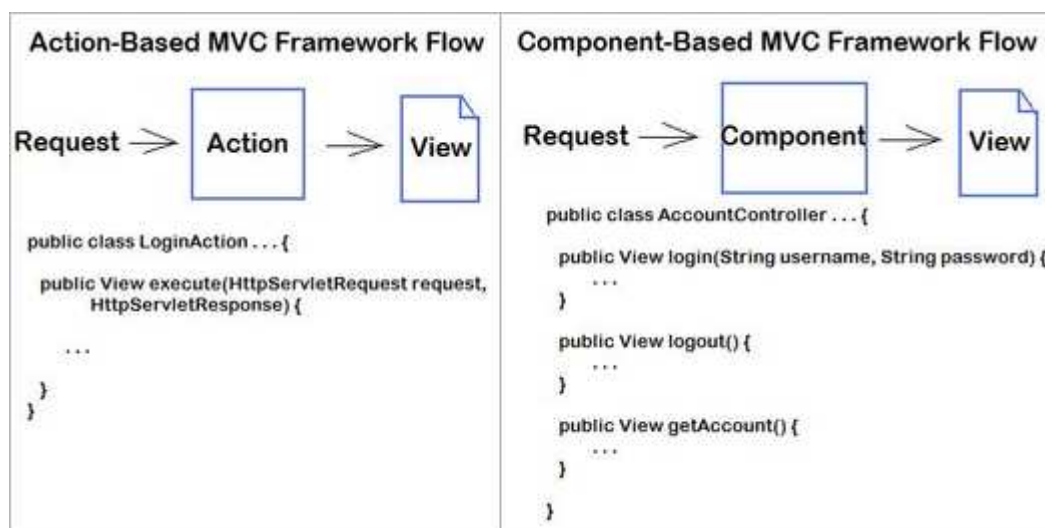 Action-Based MVC Framework Flow
Request
Action
View
public class LoginAction . . . {
public View execute(HttpServletRequest request,
HttpServletResponse) {
. . .
}
}
Component-Based MVC Framework Flow
Request
Component
View
public class AccountController . . . {
public View login(String username, String password) {
. . .
}
public View logout() {
. . .
}
public View getAccount() {
. . .
}
}